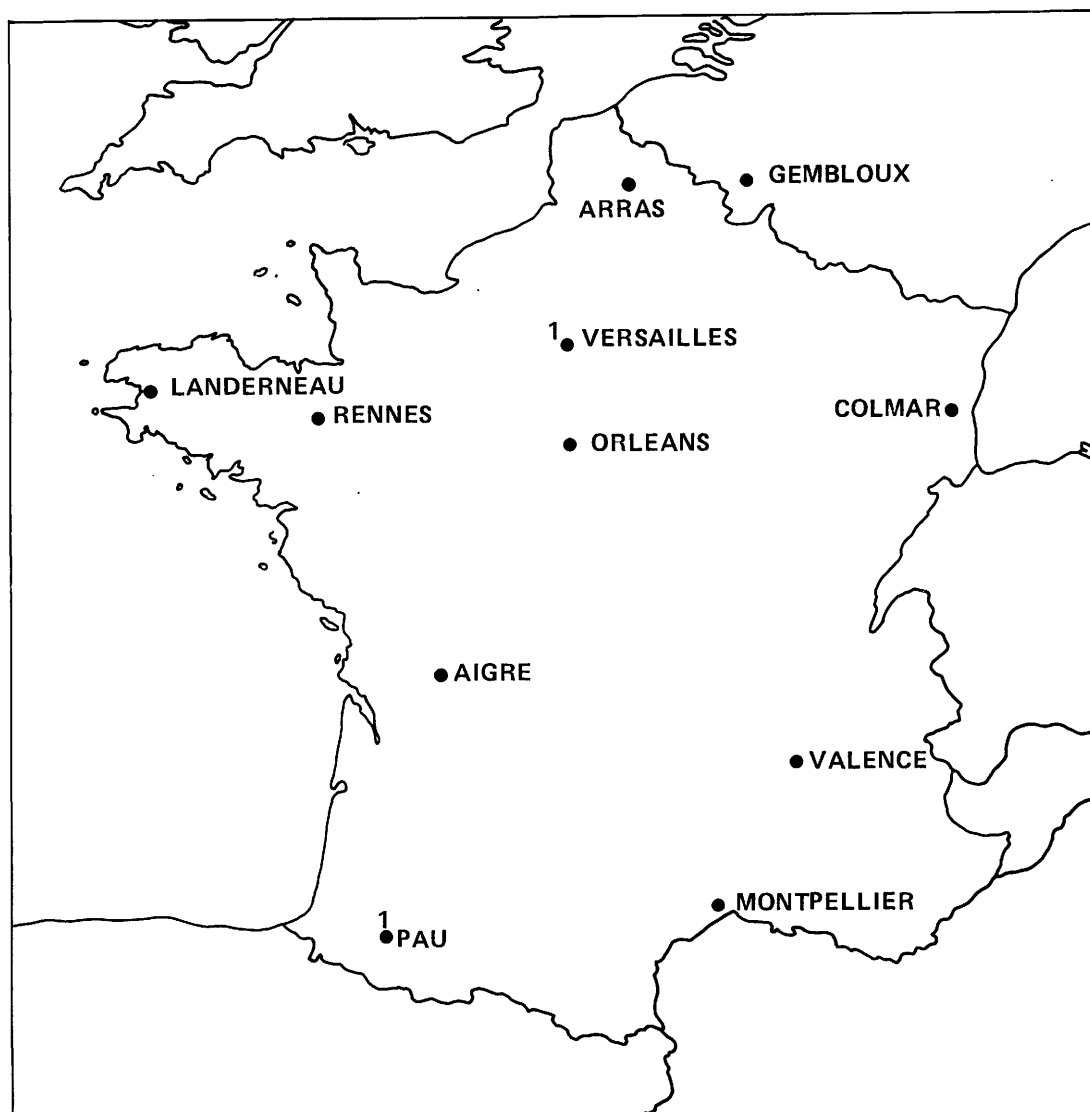 GEMBLOUX
ARRAS
1 VERSAILLES
LANDERNEAU
RENNES
COLMAR
ORLEANS
AIGRE
VALENCE
MONTPELLIER
1
PAU